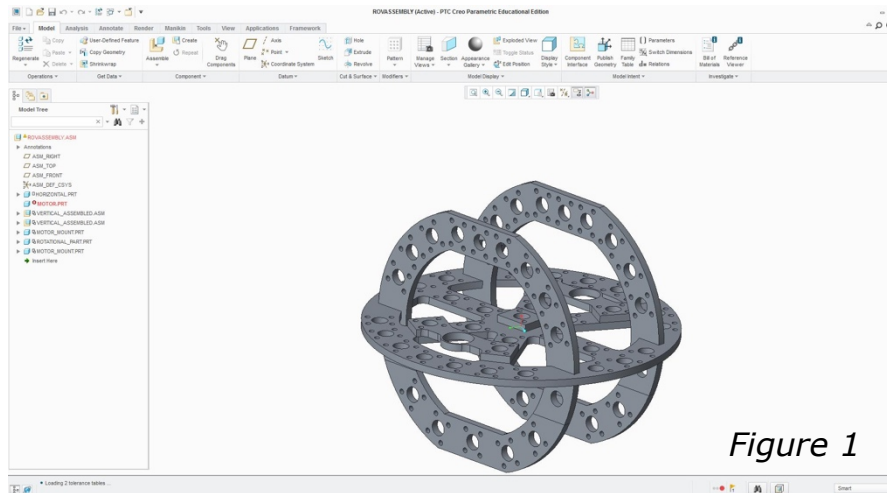 ROVASSEMBLY (Active) - PTC Creo Parametric Educational Edition
File Model Analysis Annotate Render Manikin Tools View Applications Framework
Regenerate
Copy
Paste
Delete
User-Defined Feature
Copy Geometry
Shrinkwrap
Assemble
Create
Repeat
Drag Components
Plane
Axis
Point
Coordinate System
Sketch
Hole
Extrude
Revolve
Pattern
Manage Views
Section
Appearance Gallery
Exploded View
Toggle Status
Edit Position
Display Style
Component Interface
Publish Geometry
Family Table
Parameters
Switch Dimensions
d= Relations
Bill of Materials
Reference Viewer
Operations Get Data Component Datum Cut & Surface Modifiers Model Display Model Intent Investigate
Model Tree
ROVASSEMBLY.ASM
Annotations
ASM_RIGHT
ASM_TOP
ASM_FRONT
ASM_DEF_CSYS
HORIZONTAL.PRT
MOTOR.PRT
VERTICAL_ASSEMBLED.ASM
VERTICAL_ASSEMBLED.ASM
MOTOR_MOUNT.PRT
ROTATIONAL_PART.PRT
MOTOR_MOUNT.PRT
Insert Here
Figure 1
Loading 2 tolerance tables ...
Smart